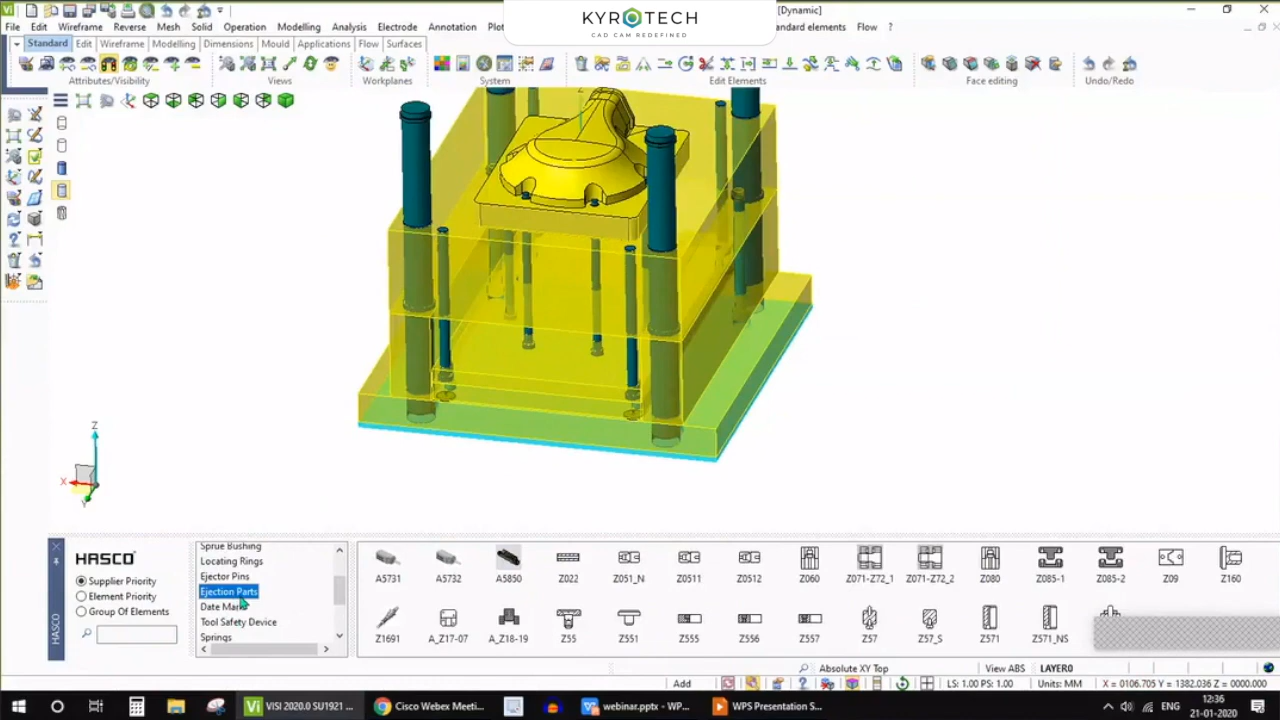 Vi
KYROTECH
CAD CAM REDEFINED
[Dynamic]
File Edit Wireframe Reverse Mesh Solid Operation Modelling Analysis Electrode Annotation Plot
andard elements Flow ?
Standard Edit Wireframe Modelling Dimensions Mould Applications Flow Surfaces
Attributes/Visibility Views Workplanes System Edit Elements Face editing Undo/Redo
Z
Z
X
Y
HASCO
HASCO
Supplier Priority
Element Priority
Group Of Elements
Sprue Bushing
Locating Rings
Ejector Pins
Ejection Parts
Date Mark
Tool Safety Device
Springs
A5731 A5732 A5850 Z022 Z051_N Z0511 Z0512 Z060 Z071-Z72_1 Z071-Z72_2 Z080 Z085-1 Z085-2 Z09 Z160
Z1691 A_Z17-07 A_Z18-19 Z55 Z551 Z555 Z556 Z557 Z57 Z57_S Z571 Z571_NS
Absolute XY Top View ABS LAYER0
Add LS: 1.00 PS: 1.00 Units: MM X = 0106.705 Y = 1382.036 Z = 0000.000
Vi VISI 2020.0 SU1921 ... Cisco Webex Meeti... webinar.pptx - WP... WPS Presentation S...
ENG
12:36
21-01-2020